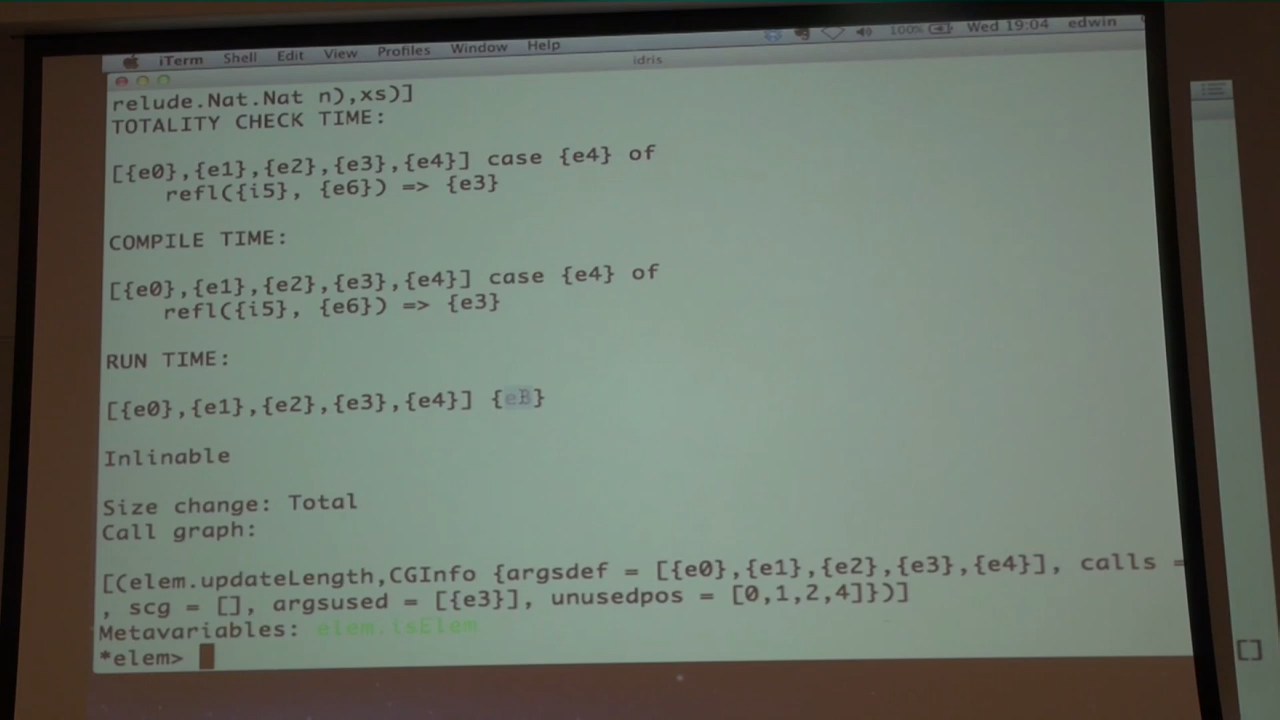 iTerm Shell Edit View Profiles Window Help 100% Wed 19:04 edwin
idris
relude.Nat.Nat n),xs)]
TOTALITY CHECK TIME:
[{e0},{e1},{e2},{e3},{e4}] case {e4} of
refl({i5}, {e6}) => {e3}
COMPILE TIME:
[{e0},{e1},{e2},{e3},{e4}] case {e4} of
refl({i5}, {e6}) => {e3}
RUN TIME:
[{e0},{e1},{e2},{e3},{e4}] {e3}
Inlinable
Size change: Total
Call graph:
[(elem.updateLength,CGInfo {argsdef = [{e0},{e1},{e2},{e3},{e4}], calls =
, scg = [], argsused = [{e3}], unusedpos = [0,1,2,4]})]
Metavariables: elem.isElem
*elem>
[]